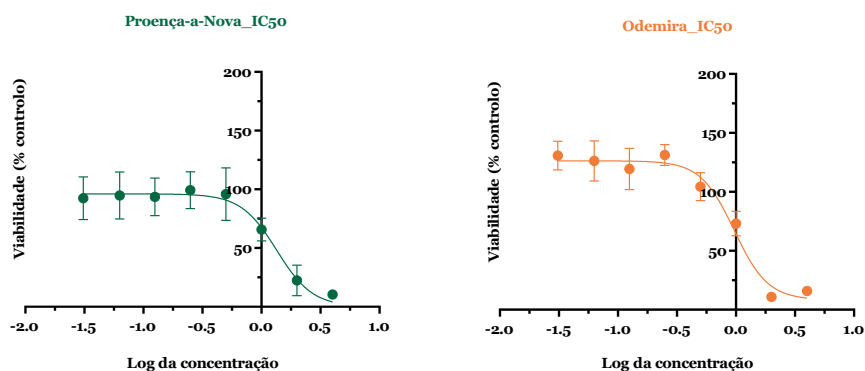 Proença-a-Nova_IC50
Viabilidade (% controlo)
200
150
100
50
-2.0 -1.5 -1.0 -0.5 0.0 0.5 1.0
Log da concentração
Odemira_IC50
Viabilidade (% controlo)
200
150
100
50
-2.0 -1.5 -1.0 -0.5 0.0 0.5 1.0
Log da concentração